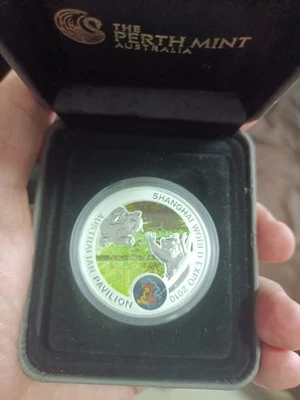 THE
PERTH MINT
AUSTRALIA
SHANGHAI WORLD EXPO 2010
AUSTRALIAN PAVILION